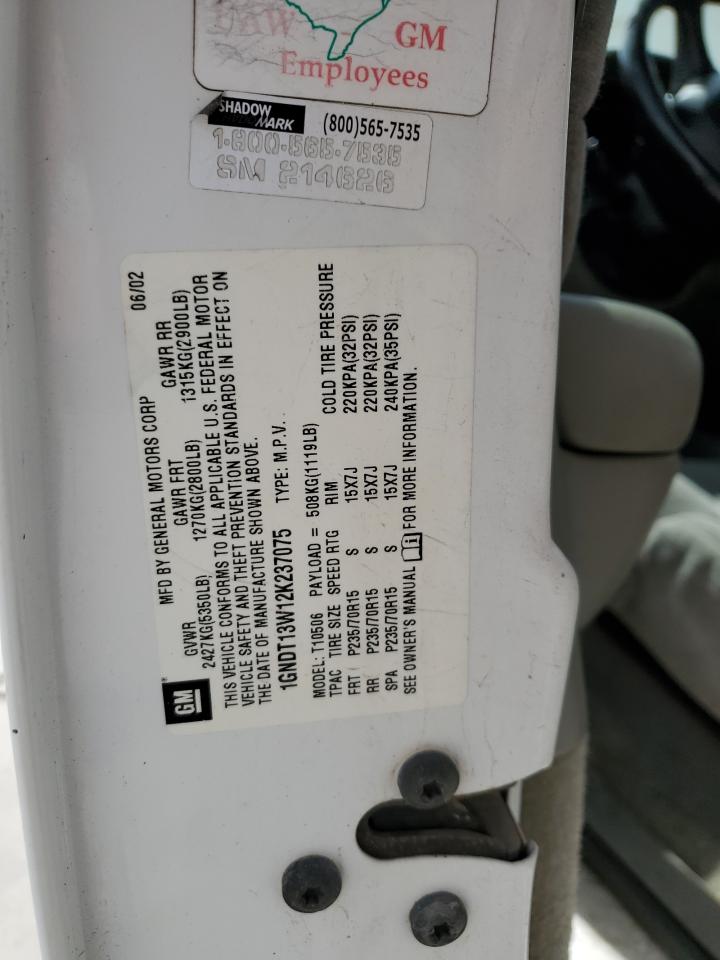 GM
Employees
SHADOW
MARK
(800)565-7535
1-800-565-7535
SM 214626
GM
MFD BY GENERAL MOTORS CORP 06/02
GVWR GAWR FRT GAWR RR
2427KG(5350LB) 1270KG(2800LB) 1315KG(2900LB)
THIS VEHICLE CONFORMS TO ALL APPLICABLE U.S. FEDERAL MOTOR
VEHICLE SAFETY AND THEFT PREVENTION STANDARDS IN EFFECT ON
THE DATE OF MANUFACTURE SHOWN ABOVE.
1GNDT13W12K237075 TYPE: M.P.V.
MODEL: T10506 PAYLOAD = 508KG(1119LB)
TPAC TIRE SIZE SPEED RTG RIM COLD TIRE PRESSURE
FRT P235/70R15 S 15X7J 220KPA(32PSI)
RR P235/70R15 S 15X7J 220KPA(32PSI)
SPA P235/70R15 S 15X7J 240KPA(35PSI)
SEE OWNER'S MANUAL FOR MORE INFORMATION.